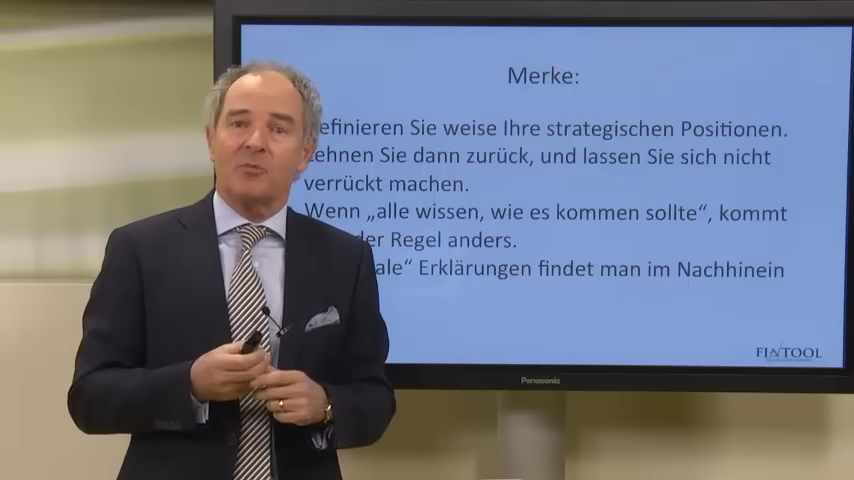 Merke:
efinieren Sie weise Ihre strategischen Positionen.
ehnen Sie dann zurück, und lassen Sie sich nicht
verrückt machen.
Wenn „alle wissen, wie es kommen sollte“, kommt
der Regel anders.
ale“ Erklärungen findet man im Nachhinein
FIATOOL
Panasonic